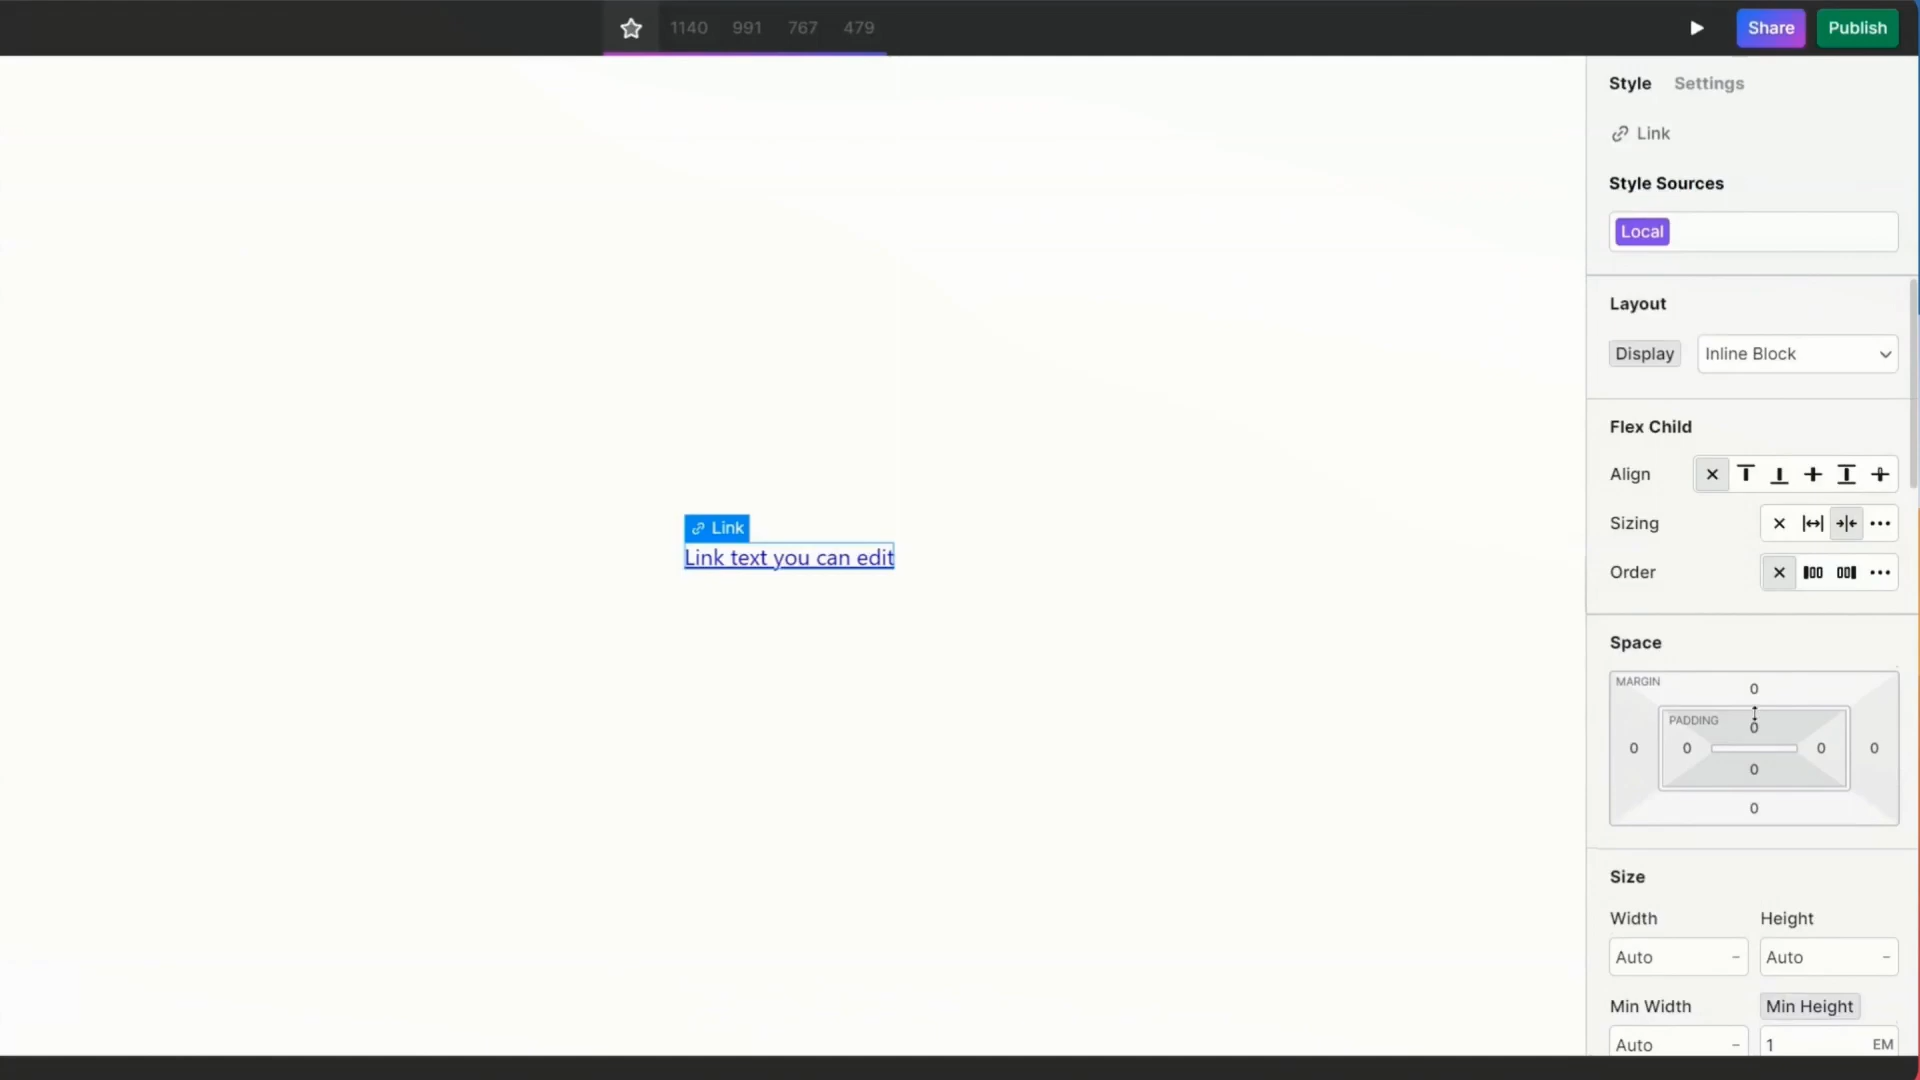 1140 991 767 479 Share Publish
Style Settings
Link
Style Sources
Local
Layout
Display Inline Block
Flex Child
Align
Sizing
Order
Link
Link text you can edit
Space
MARGIN
0
PADDING
0
0 0 0 0
0
0
Size
Width Height
Auto – Auto –
Min Width Min Height
Auto – 1 EM